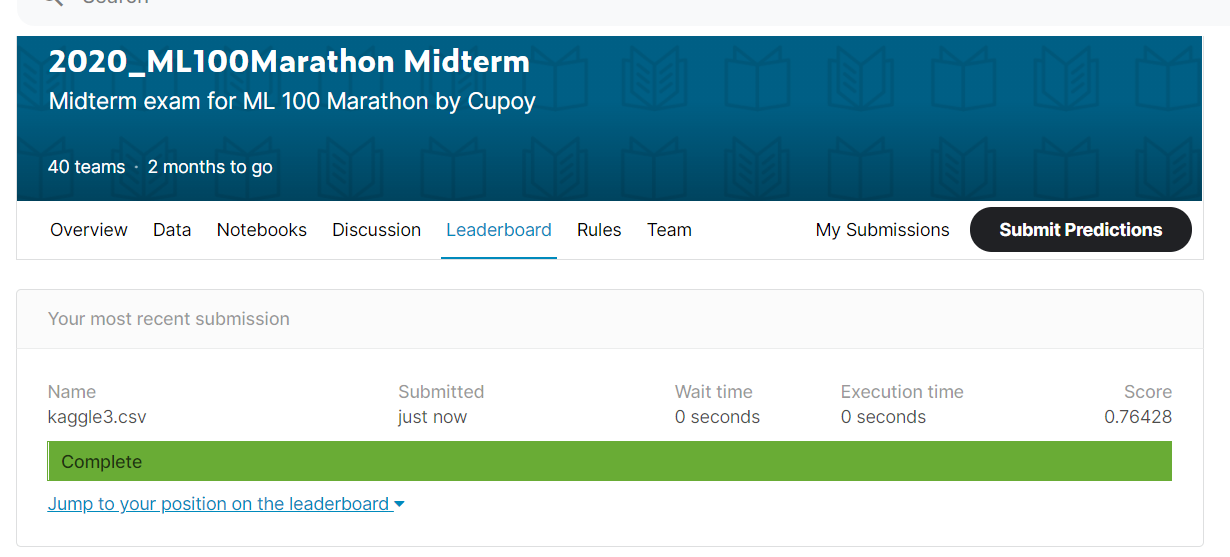 Search
2020_ML100Marathon Midterm
Midterm exam for ML 100 Marathon by Cupoy
40 teams · 2 months to go
Overview Data Notebooks Discussion Leaderboard Rules Team My Submissions Submit Predictions
Your most recent submission
Name Submitted Wait time Execution time Score
kaggle3.csv just now 0 seconds 0 seconds 0.76428
Complete
Jump to your position on the leaderboard